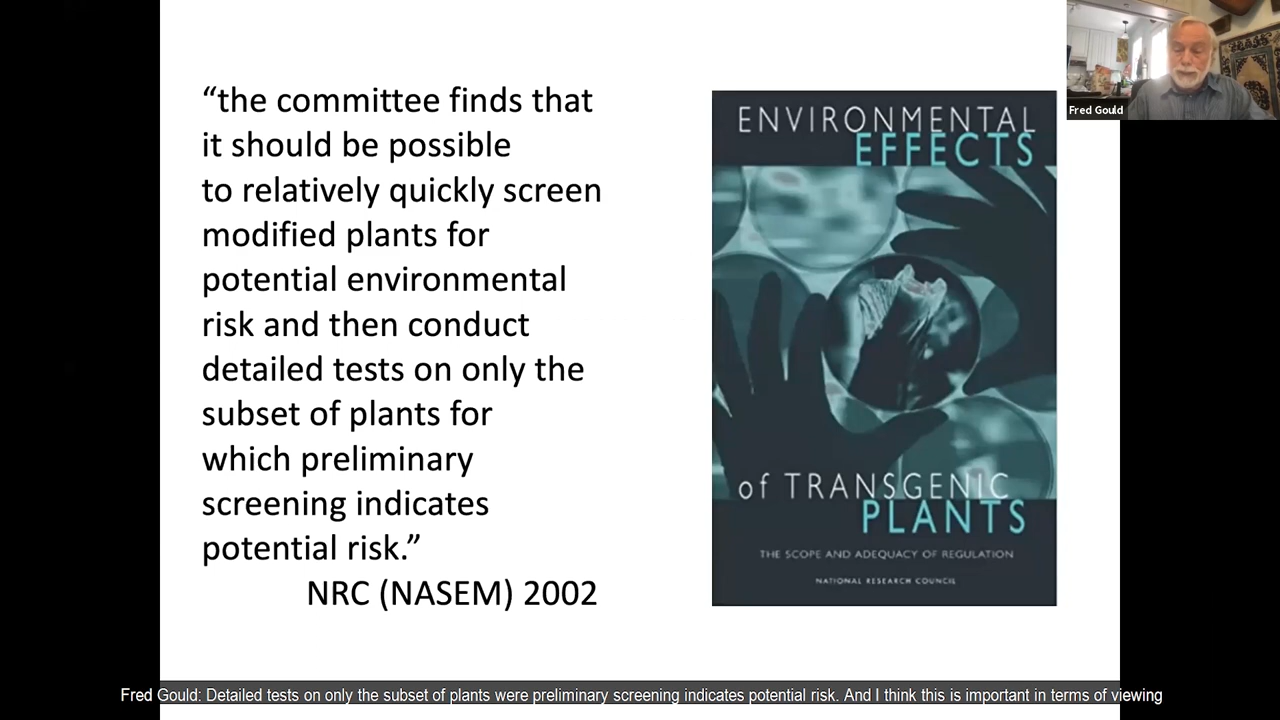 “the committee finds that
it should be possible
to relatively quickly screen
modified plants for
potential environmental
risk and then conduct
detailed tests on only the
subset of plants for
which preliminary
screening indicates
potential risk.”
NRC (NASEM) 2002
ENVIRONMENTAL
EFFECTS
of TRANSGENIC
PLANTS
THE SCOPE AND ADEQUACY OF REGULATION
NATIONAL RESEARCH COUNCIL
Fred Gould
Fred Gould: Detailed tests on only the subset of plants were preliminary screening indicates potential risk. And I think this is important in terms of viewing